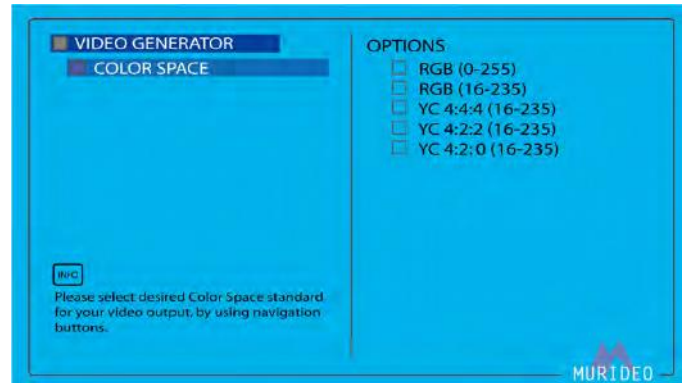 VIDEO GENERATOR
COLOR SPACE
OPTIONS
RGB (0-255)
RGB (16-235)
YC 4:4:4 (16-235)
YC 4:2:2 (16-235)
YC 4:2:0 (16-235)
INFO
Please select desired Color Space standard
for your video output, by using navigation
buttons.
MURIDEO